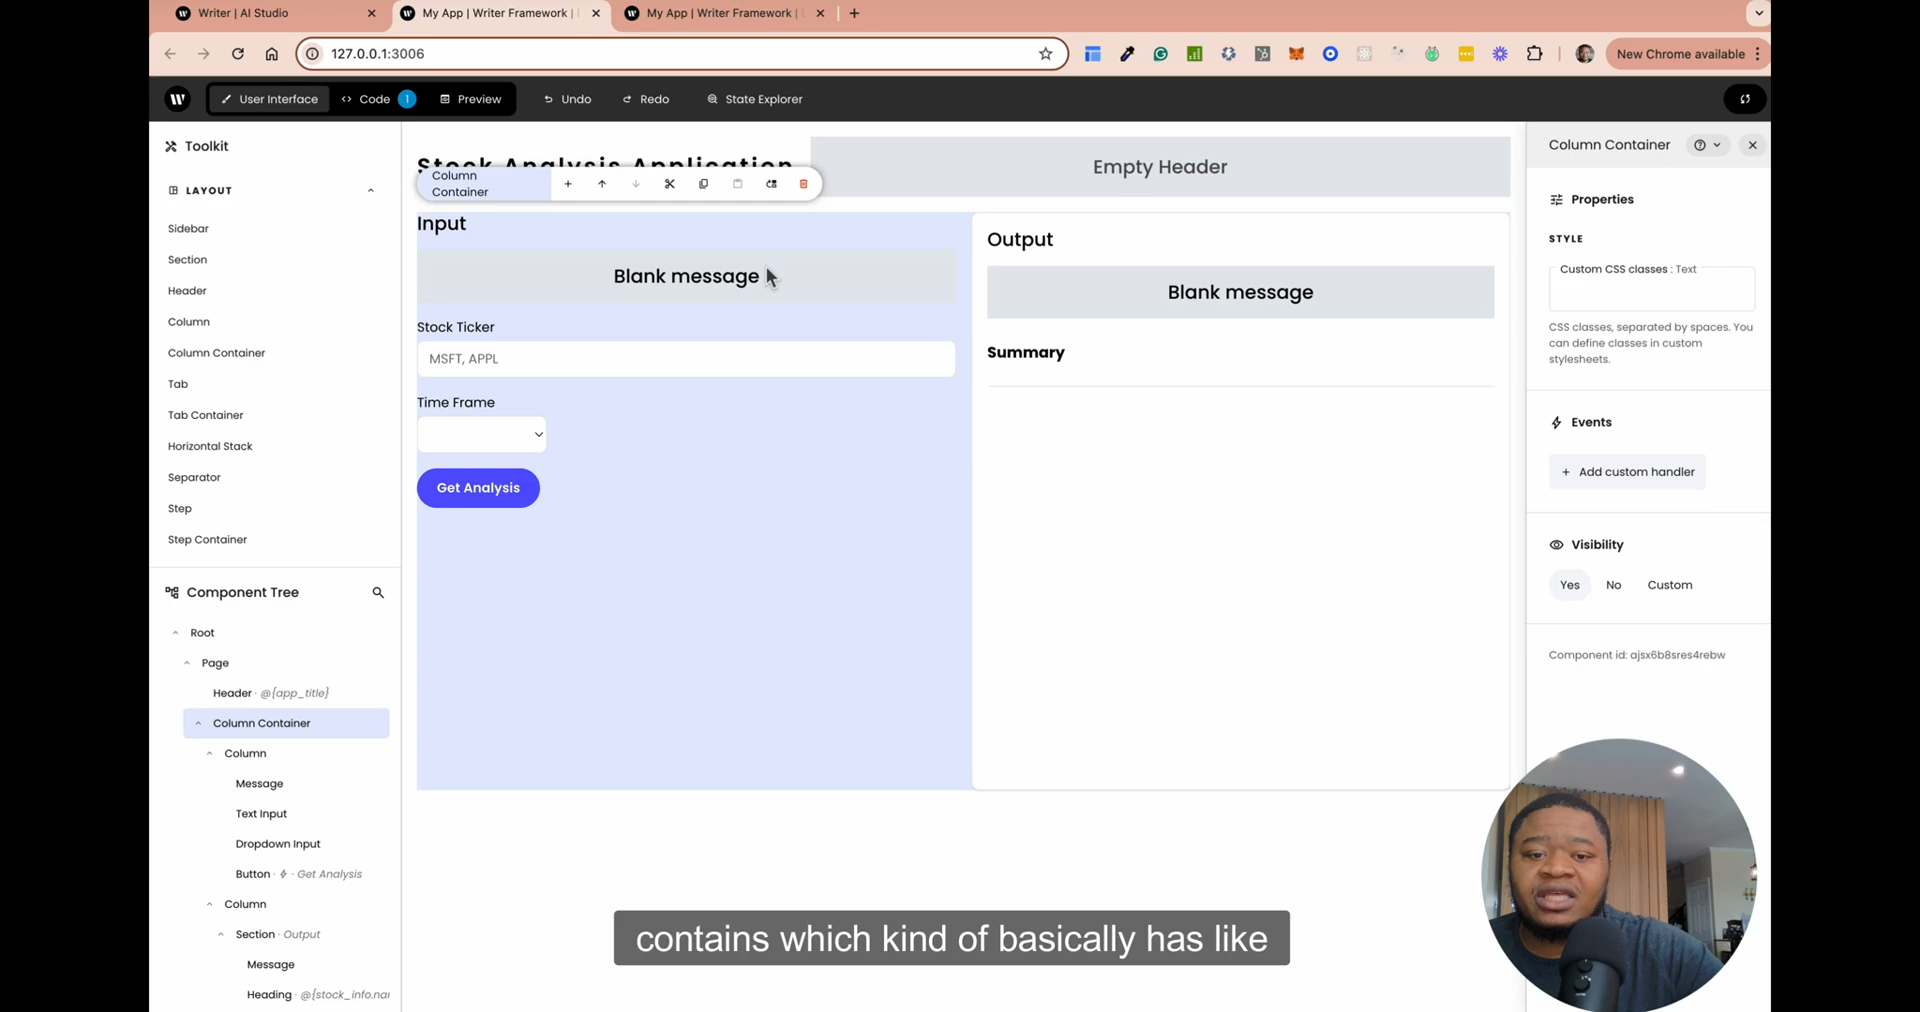 Writer | AI Studio
My App | Writer Framework |
My App | Writer Framework |
127.0.0.1:3006
New Chrome available
User Interface
Code 1
Preview
Undo
Redo
State Explorer
Toolkit
LAYOUT
Sidebar
Section
Header
Column
Column Container
Tab
Tab Container
Horizontal Stack
Separator
Step
Step Container
Component Tree
Root
Page
Header · @{app_title}
Column Container
Column
Message
Text Input
Dropdown Input
Button · Get Analysis
Column
Section · Output
Message
Heading · @{stock_info.nar
Stock Analysis Application
Empty Header
Column
Container
Input
Blank message
Stock Ticker
MSFT, APPL
Time Frame
Get Analysis
Output
Blank message
Summary
Column Container
Properties
STYLE
Custom CSS classes : Text
CSS classes, separated by spaces. You
can define classes in custom
stylesheets.
Events
+ Add custom handler
Visibility
Yes
No
Custom
Component id: ajsx6b8sres4rebw
contains which kind of basically has like